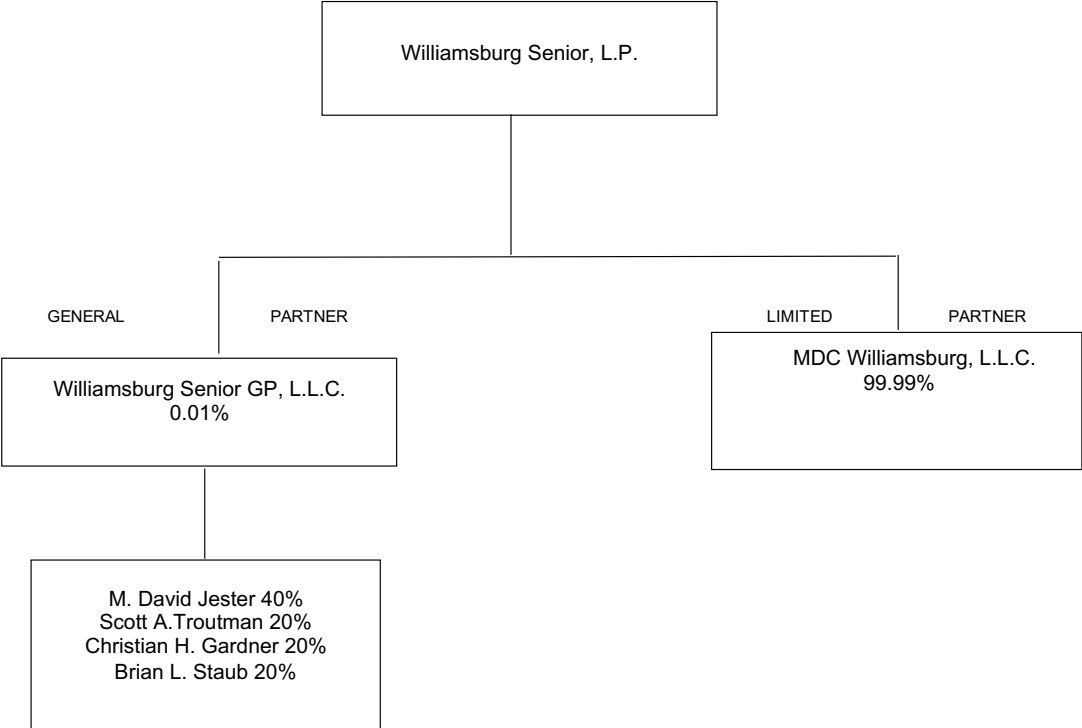 Williamsburg Senior, L.P.
GENERAL PARTNER
LIMITED PARTNER
Williamsburg Senior GP, L.L.C.
0.01%
MDC Williamsburg, L.L.C.
99.99%
M. David Jester 40%
Scott A.Troutman 20%
Christian H. Gardner 20%
Brian L. Staub 20%